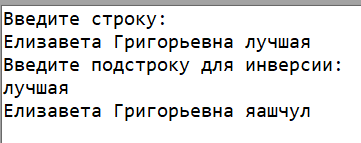 Введите строку:
Елизавета Григорьевна лучшая
Введите подстроку для инверсии:
лучшая
Елизавета Григорьевна яашчул